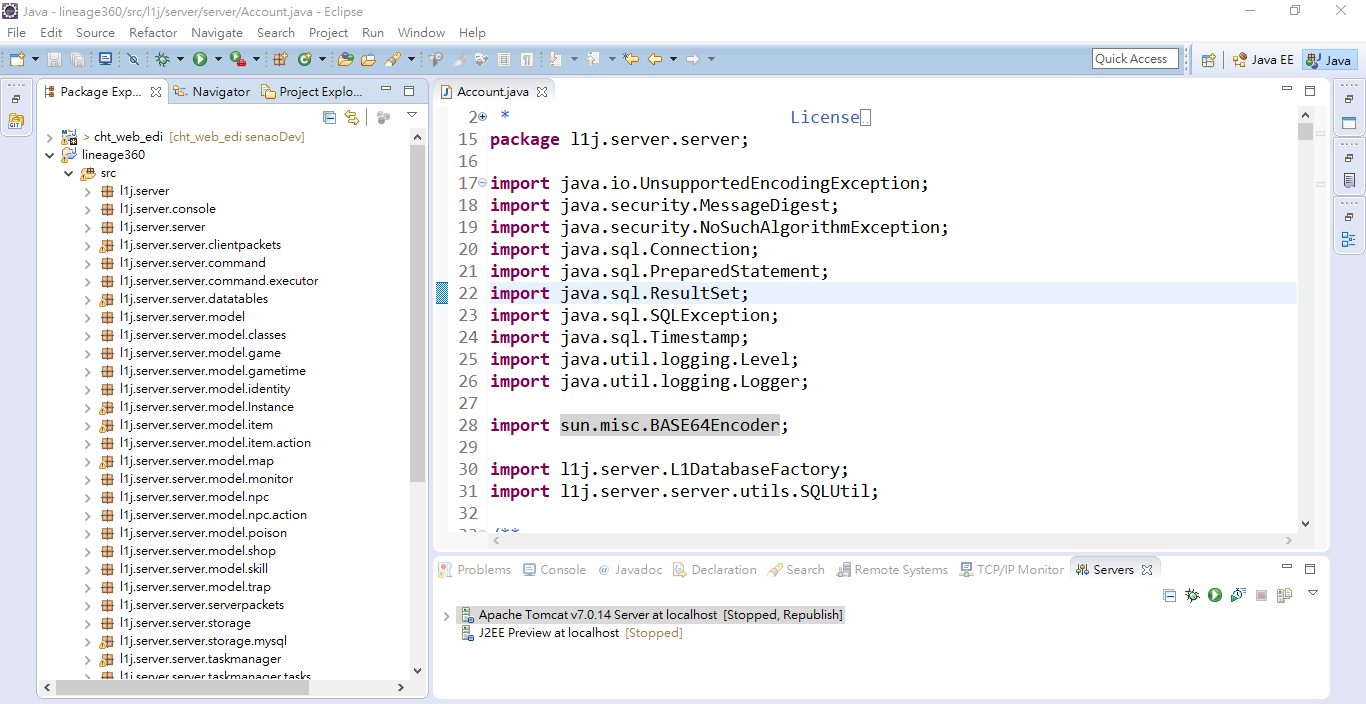 Java - lineage360/src/l1j/server/server/Account.java - Eclipse
File Edit Source Refactor Navigate Search Project Run Window Help
Quick Access Java EE Java
Package Exp... Navigator Project Explo...
GIT
> cht_web_edi [cht_web_edi senaoDev]
lineage360
src
l1j.server
l1j.server.console
l1j.server.server
l1j.server.server.clientpackets
l1j.server.server.command
l1j.server.server.command.executor
l1j.server.server.datatables
l1j.server.server.model
l1j.server.server.model.classes
l1j.server.server.model.game
l1j.server.server.model.gametime
l1j.server.server.model.identity
l1j.server.server.model.Instance
l1j.server.server.model.item
l1j.server.server.model.item.action
l1j.server.server.model.map
l1j.server.server.model.monitor
l1j.server.server.model.npc
l1j.server.server.model.npc.action
l1j.server.server.model.poison
l1j.server.server.model.shop
l1j.server.server.model.skill
l1j.server.server.model.trap
l1j.server.server.serverpackets
l1j.server.server.storage
l1j.server.server.storage.mysql
l1j.server.server.taskmanager
l1j.server.server.taskmanager.tasks
Account.java
2 * License
15 package l1j.server.server;
16
17 import java.io.UnsupportedEncodingException;
18 import java.security.MessageDigest;
19 import java.security.NoSuchAlgorithmException;
20 import java.sql.Connection;
21 import java.sql.PreparedStatement;
22 import java.sql.ResultSet;
23 import java.sql.SQLException;
24 import java.sql.Timestamp;
25 import java.util.logging.Level;
26 import java.util.logging.Logger;
27
28 import sun.misc.BASE64Encoder;
29
30 import l1j.server.L1DatabaseFactory;
31 import l1j.server.server.utils.SQLUtil;
32
33 /**
Problems Console @ Javadoc Declaration Search Remote Systems TCP/IP Monitor Servers
Apache Tomcat v7.0.14 Server at localhost [Stopped, Republish]
J2EE Preview at localhost [Stopped]